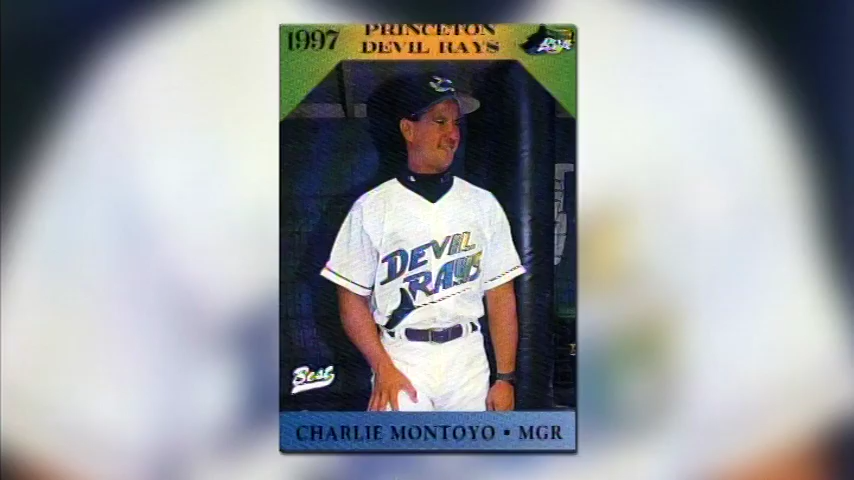 1997
PRINCETON
DEVIL RAYS
DEVIL
RAYS
Best
CHARLIE MONTOYO • MGR